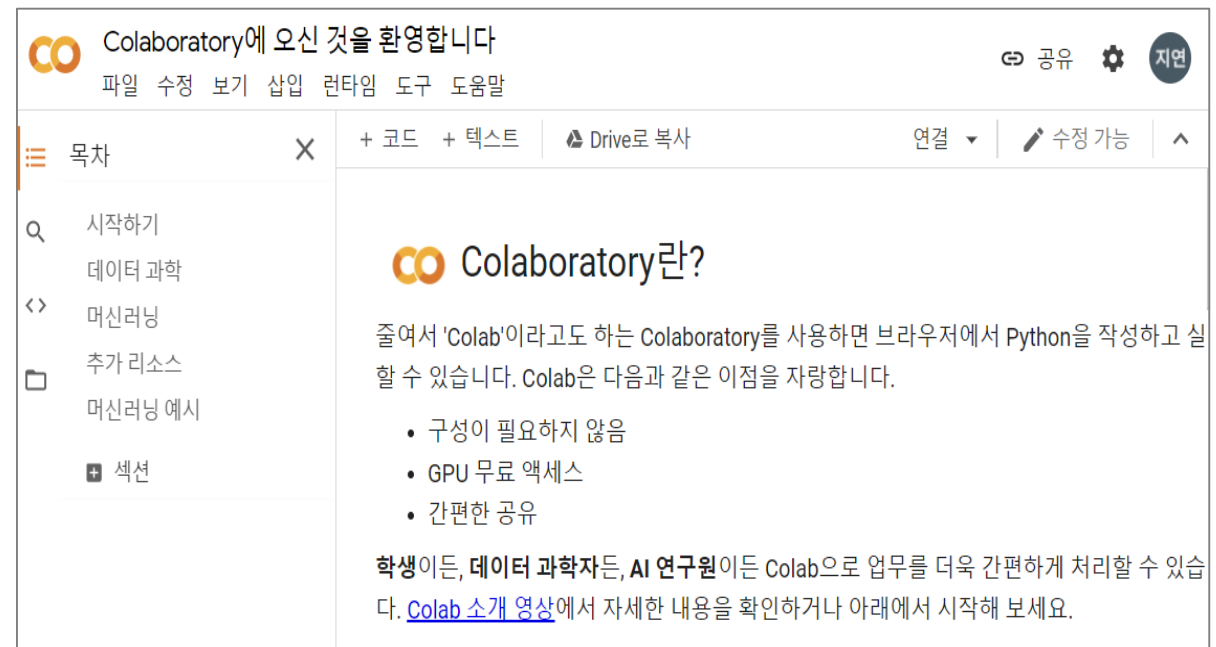 Colaboratory에 오신 것을 환영합니다
파일 수정 보기 삽입 런타임 도구 도움말
공유
지연
목차
+ 코드 + 텍스트 Drive로 복사
연결 수정 가능
시작하기
데이터 과학
머신러닝
추가 리소스
머신러닝 예시
섹션
Colaboratory란?
줄여서 'Colab'이라고도 하는 Colaboratory를 사용하면 브라우저에서 Python을 작성하고 실
할 수 있습니다. Colab은 다음과 같은 이점을 자랑합니다.
• 구성이 필요하지 않음
• GPU 무료 액세스
• 간편한 공유
학생이든, 데이터 과학자든, AI 연구원이든 Colab으로 업무를 더욱 간편하게 처리할 수 있습
다. Colab 소개 영상에서 자세한 내용을 확인하거나 아래에서 시작해 보세요.